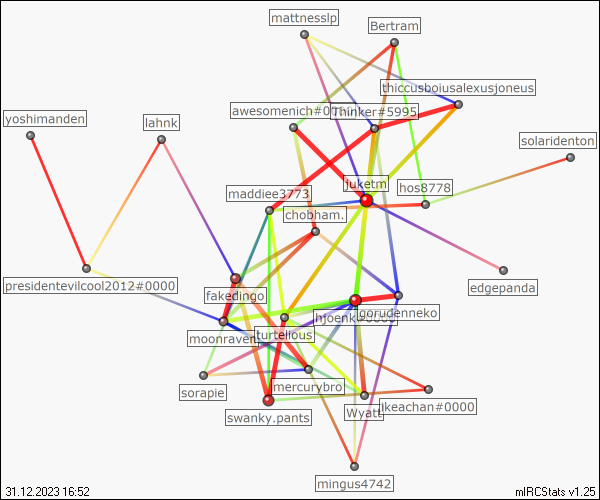 mattnesslp
Bertram
thiccusboiusalexusjoneus
awesomenich#0
Thinker#5995
yoshimanden
lahnk
solaridenton
juketm
hos8778
maddiee3773
chobham.
presidentevilcool2012#0000
fakedingo
edgepanda
gorudenneko
moonraven
turtellous
mercurybro
sorapie
Wyatt
ikeachan#0000
swanky.pants
mingus4742
31.12.2023 16:52
mIRCStats v1.25